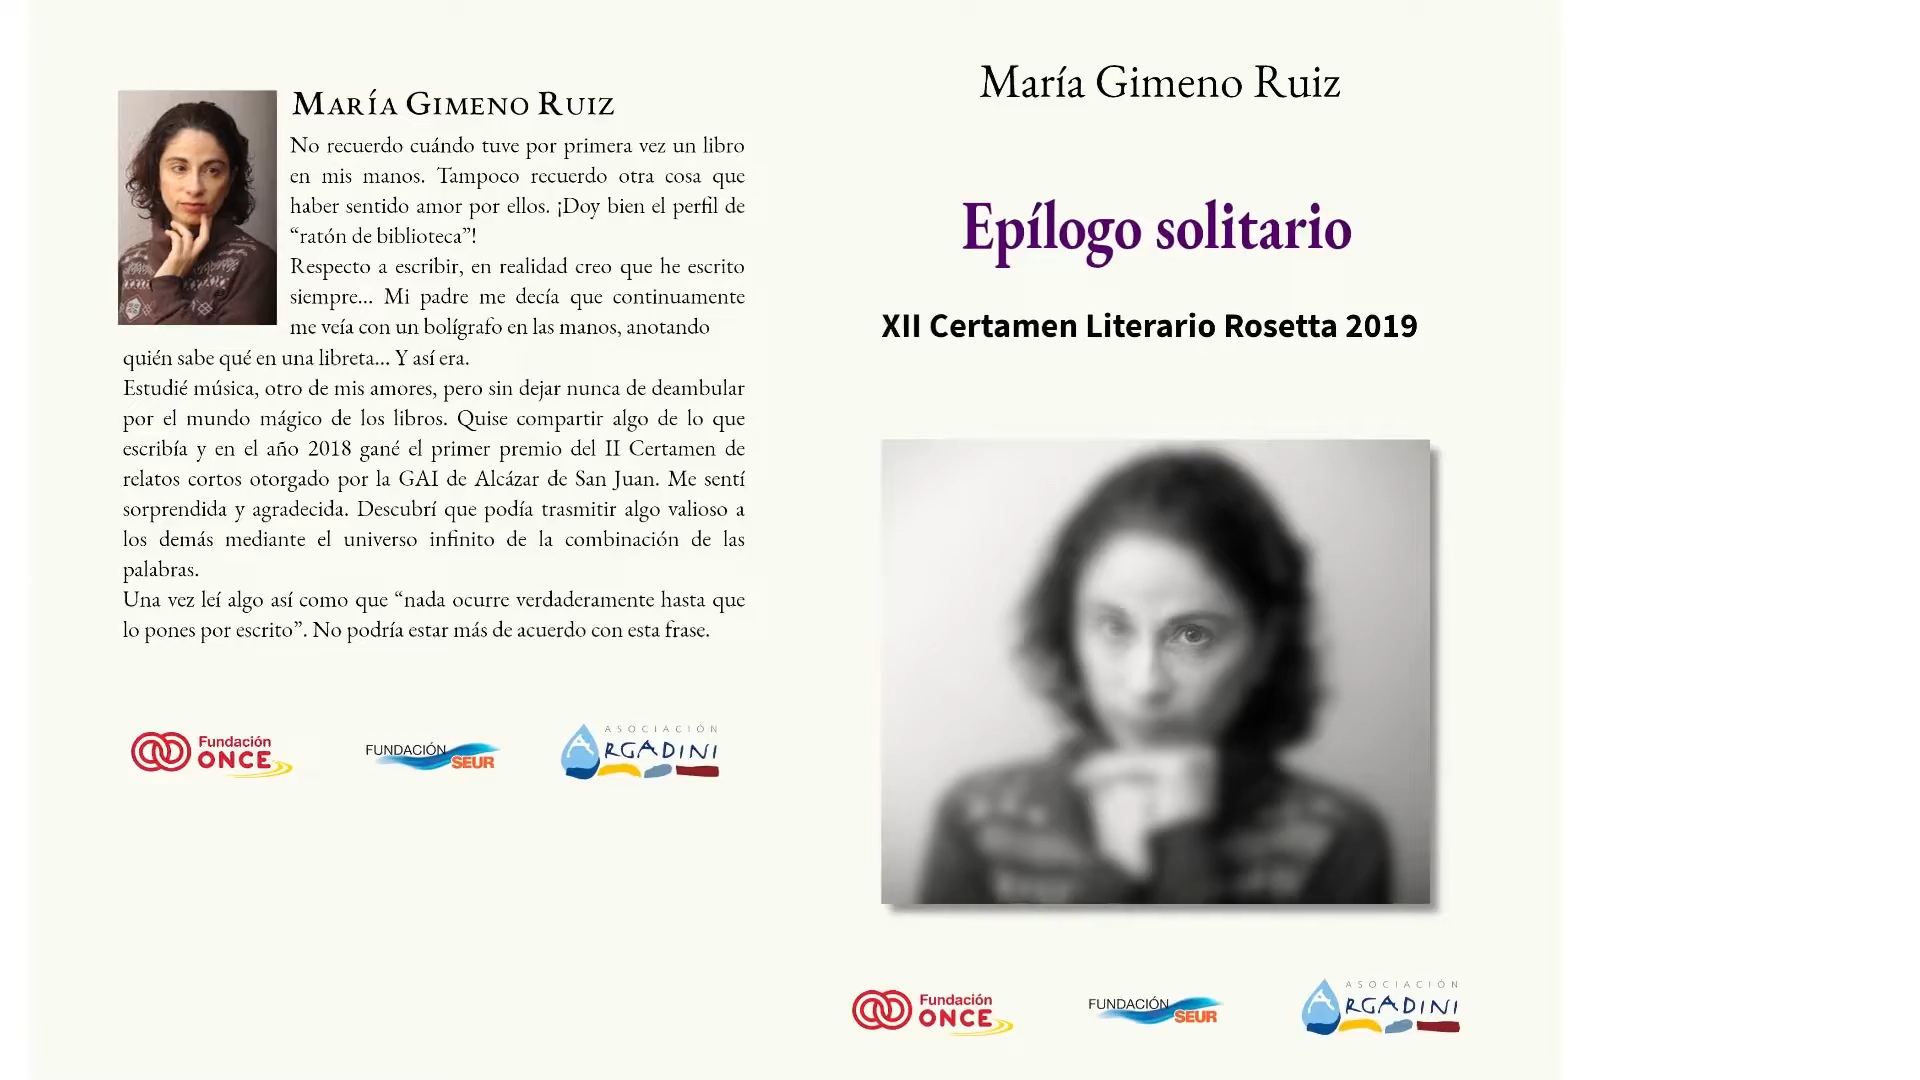 MARÍA GIMENO RUIZ
No recuerdo cuándo tuve por primera vez un libro
en mis manos. Tampoco recuerdo otra cosa que
haber sentido amor por ellos. ¡Doy bien el perfil de
“ratón de biblioteca”!
Respecto a escribir, en realidad creo que he escrito
siempre... Mi padre me decía que continuamente
me veía con un bolígrafo en las manos, anotando
quién sabe qué en una libreta... Y así era.
Estudié música, otro de mis amores, pero sin dejar nunca de deambular
por el mundo mágico de los libros. Quise compartir algo de lo que
escribía y en el año 2018 gané el primer premio del II Certamen de
relatos cortos otorgado por la GAI de Alcázar de San Juan. Me sentí
sorprendida y agradecida. Descubrí que podía trasmitir algo valioso a
los demás mediante el universo infinito de la combinación de las
palabras.
Una vez leí algo así como que “nada ocurre verdaderamente hasta que
lo pones por escrito”. No podría estar más de acuerdo con esta frase.
Fundación
ONCE
FUNDACIÓN
SEUR
ASOCIACIÓN
ARGADINI
María Gimeno Ruiz
Epílogo solitario
XII Certamen Literario Rosetta 2019
Fundación
ONCE
FUNDACIÓN
SEUR
ASOCIACIÓN
ARGADINI